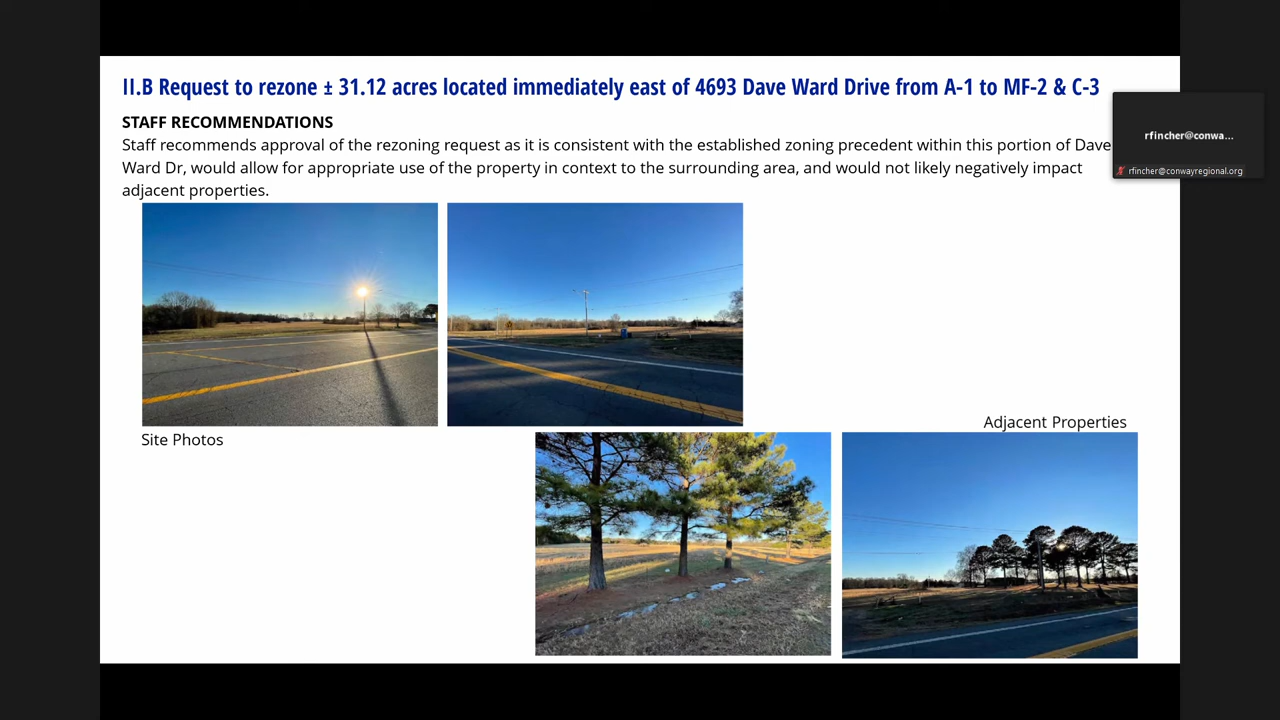 II.B Request to rezone ± 31.12 acres located immediately east of 4693 Dave Ward Drive from A-1 to MF-2 & C-3
STAFF RECOMMENDATIONS
Staff recommends approval of the rezoning request as it is consistent with the established zoning precedent within this portion of Dave
Ward Dr, would allow for appropriate use of the property in context to the surrounding area, and would not likely negatively impact
adjacent properties.
rfincher@conwa...
rfincher@conwayregional.org
Adjacent Properties
Site Photos